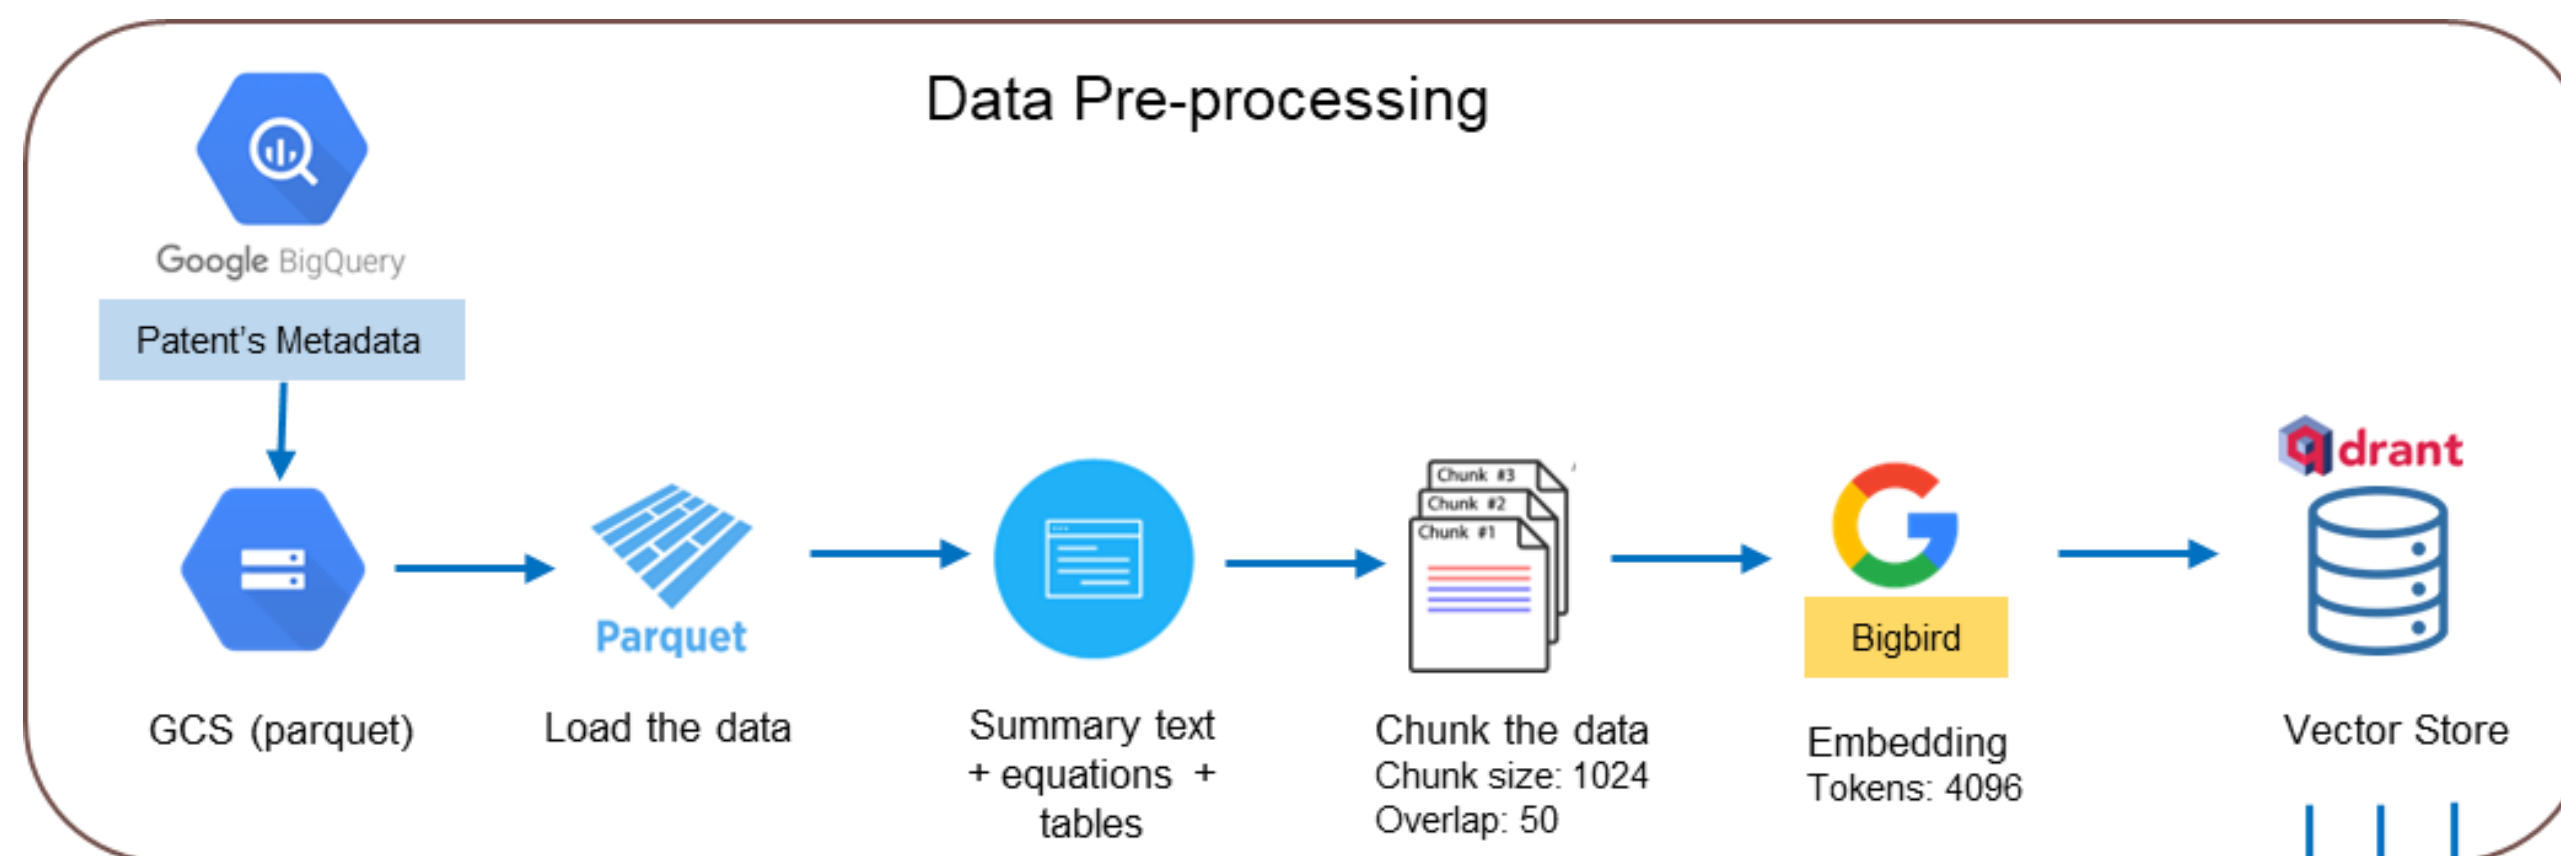 Data Pre-processing
Google BigQuery
Patent's Metadata
GCS (parquet)
Parquet
Load the data
Summary text
+ equations +
tables
Chunk #3
Chunk #2
Chunk #1
Chunk the data
Chunk size: 1024
Overlap: 50
Bigbird
Embedding
Tokens: 4096
qdrant
Vector Store